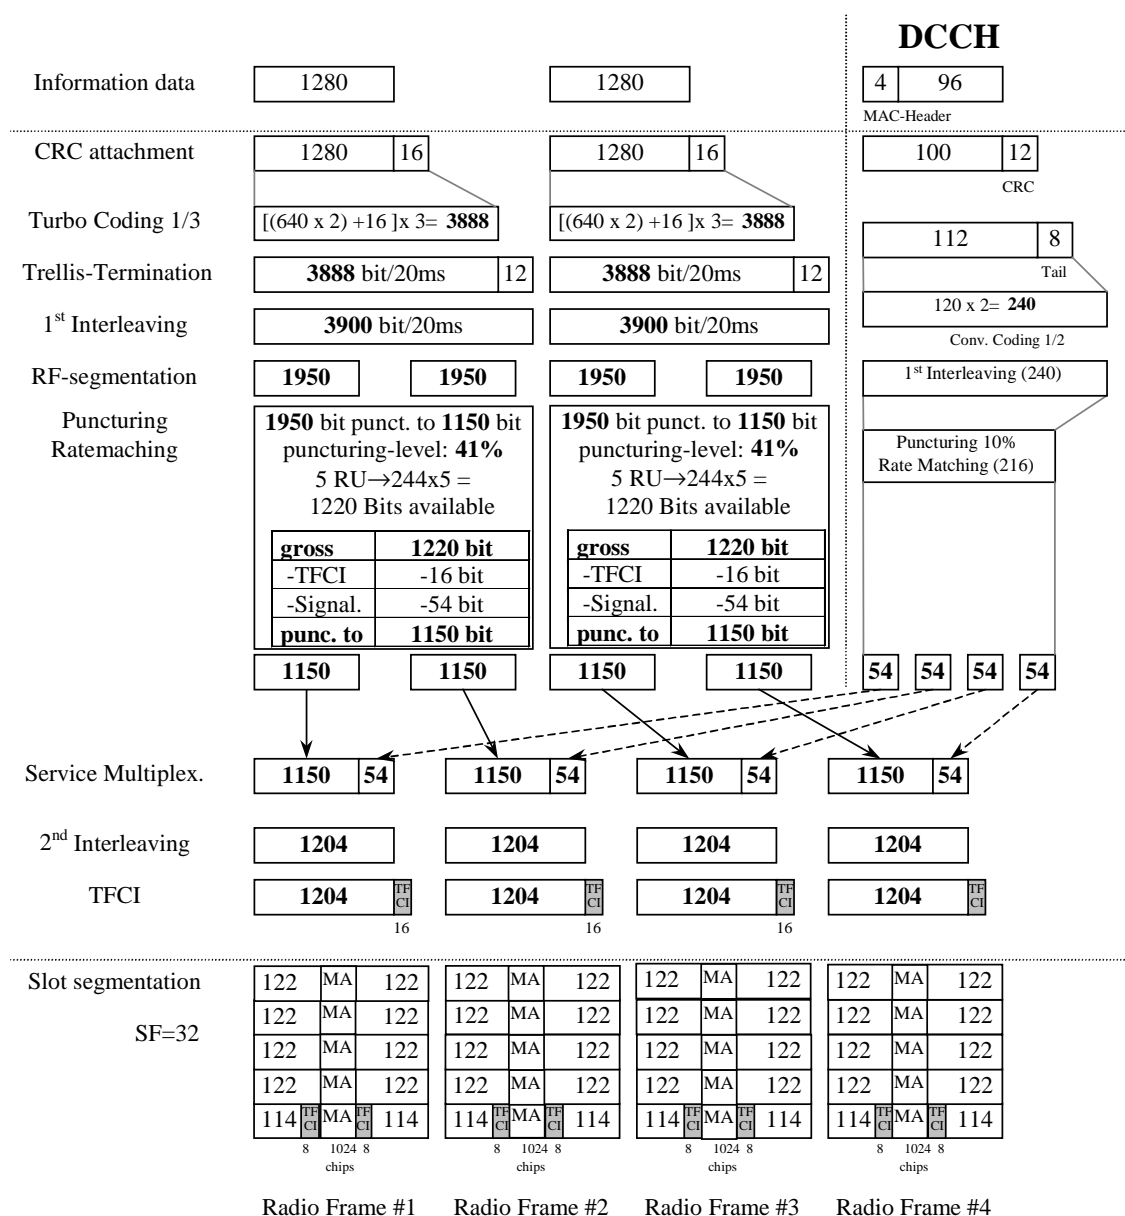 DCCH
Information data 1280 1280 4 96
MAC-Header
CRC attachment 1280 16 1280 16 100 12
CRC
Turbo Coding 1/3 [(640 x 2) +16 ]x 3= 3888 [(640 x 2) +16 ]x 3= 3888 112 8
Tail
Trellis-Termination 3888 bit/20ms 12 3888 bit/20ms 12
120 x 2= 240
1st Interleaving 3900 bit/20ms 3900 bit/20ms
Conv. Coding 1/2
RF-segmentation 1950 1950 1950 1950 1st Interleaving (240)
Puncturing 1950 bit punct. to 1150 bit 1950 bit punct. to 1150 bit
Ratemaching puncturing-level: 41% puncturing-level: 41% Puncturing 10%
Rate Matching (216)
5 RU→244x5 = 5 RU→244x5 =
1220 Bits available 1220 Bits available
gross 1220 bit gross 1220 bit
-TFCI -16 bit -TFCI -16 bit
-Signal. -54 bit -Signal. -54 bit
punc. to 1150 bit punc. to 1150 bit
1150 1150 1150 1150 54 54 54 54
Service Multiplex. 1150 54 1150 54 1150 54 1150 54
2nd Interleaving 1204 1204 1204 1204
TFCI 1204 TF CI 1204 TF CI 1204 TF CI 1204 TF CI
16 16 16
Slot segmentation 122 MA 122 122 MA 122 122 MA 122 122 MA 122
122 MA 122 122 MA 122 122 MA 122 122 MA 122
SF=32
122 MA 122 122 MA 122 122 MA 122 122 MA 122
122 MA 122 122 MA 122 122 MA 122 122 MA 122
114 TF CI MA TF CI 114 114 TF CI MA TF CI 114 114 TF CI MA TF CI 114 114 TF CI MA TF CI 114
8 1024 8 8 1024 8 8 1024 8 8 1024 8
chips chips chips chips
Radio Frame #1 Radio Frame #2 Radio Frame #3 Radio Frame #4